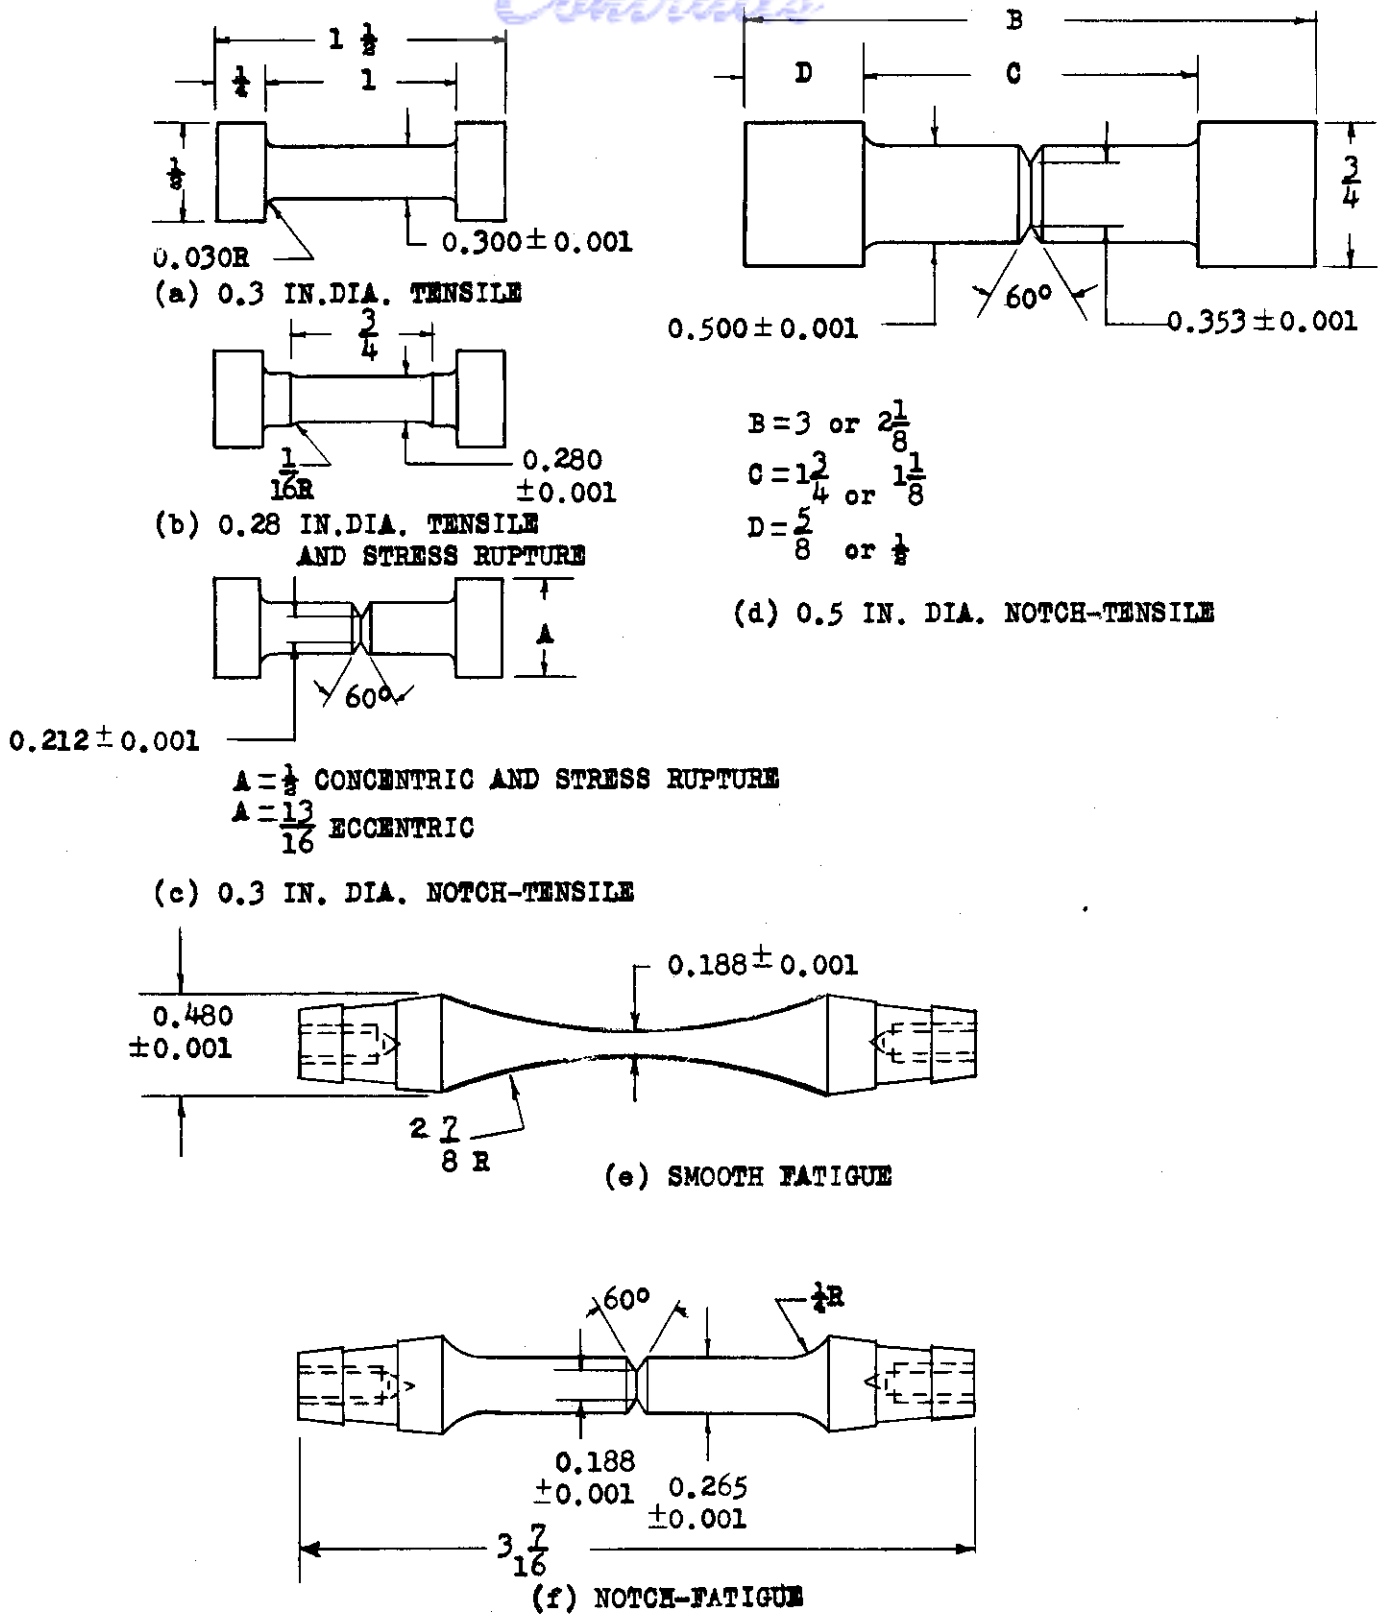 Contrails
1 1/2
1/4 1
1/2
0.030R
0.300 ± 0.001
(a) 0.3 IN.DIA. TENSILE
3/4
1/16R
0.280
±0.001
(b) 0.28 IN.DIA. TENSILE
AND STRESS RUPTURE
A
60°
0.212 ± 0.001
A = 1/2 CONCENTRIC AND STRESS RUPTURE
A = 13/16 ECCENTRIC
(c) 0.3 IN. DIA. NOTCH-TENSILE
B
D C
3/4
60°
0.500 ± 0.001
0.353 ± 0.001
B = 3 or 2 1/8
C = 1 3/4 or 1 1/8
D = 5/8 or 1/2
(d) 0.5 IN. DIA. NOTCH-TENSILE
0.188 ± 0.001
0.480
±0.001
2 7/8 R
(e) SMOOTH FATIGUE
60°
1/4R
0.188
±0.001
0.265
±0.001
3 7/16
(f) NOTCH-FATIGUE